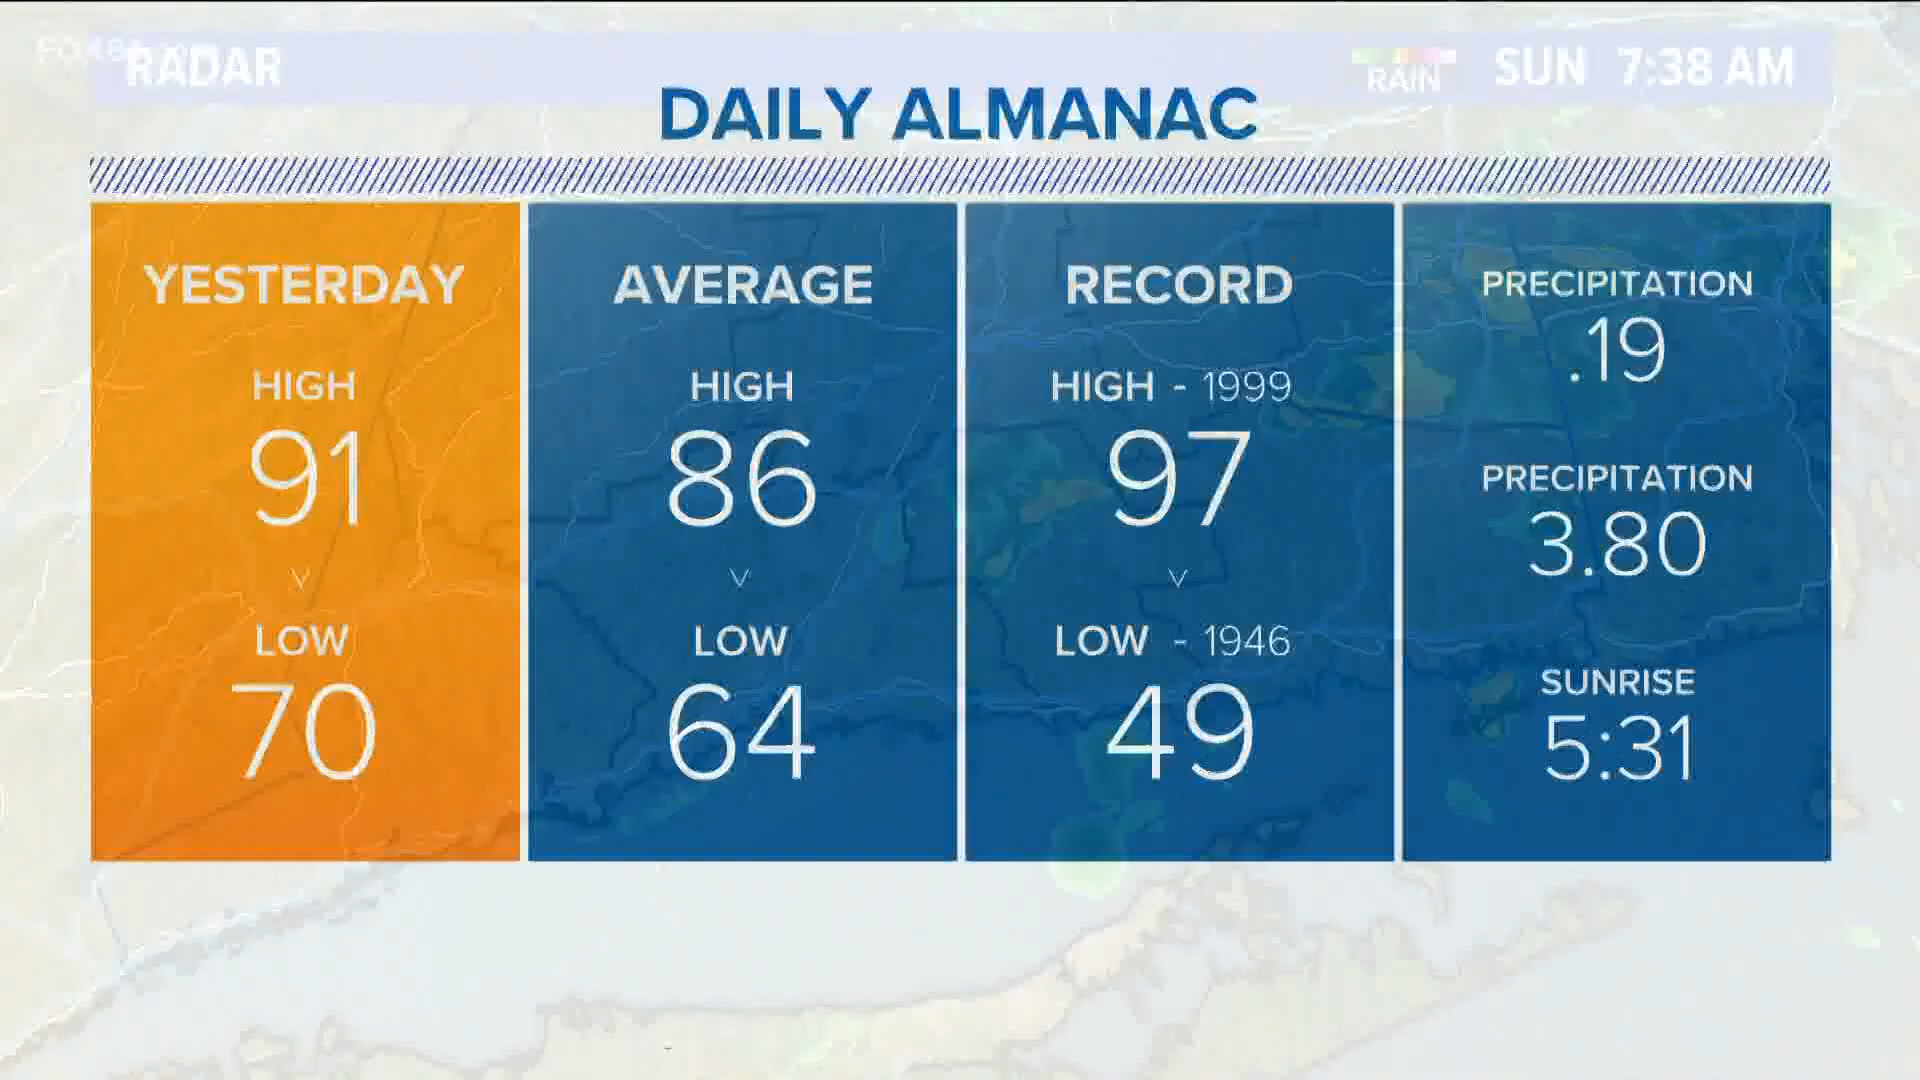 RADAR
RAIN
SUN 7:38 AM
DAILY ALMANAC
YESTERDAY
HIGH
91
LOW
70
AVERAGE
HIGH
86
LOW
64
RECORD
HIGH - 1999
97
LOW - 1946
49
PRECIPITATION
.19
PRECIPITATION
3.80
SUNRISE
5:31